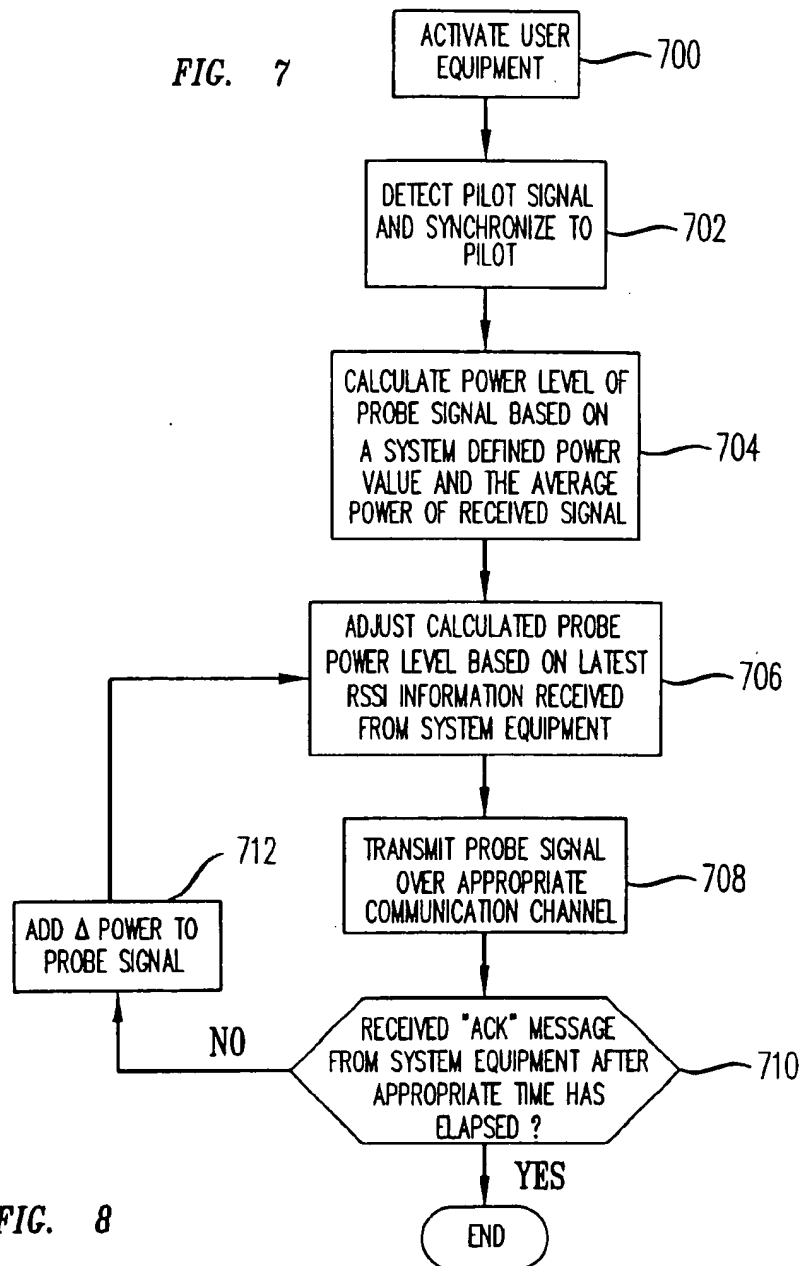 FIG. 7
ACTIVATE USER
EQUIPMENT
700
DETECT PILOT SIGNAL
AND SYNCHRONIZE TO
PILOT
702
CALCULATE POWER LEVEL OF
PROBE SIGNAL BASED ON
A SYSTEM DEFINED POWER
VALUE AND THE AVERAGE
POWER OF RECEIVED SIGNAL
704
ADJUST CALCULATED PROBE
POWER LEVEL BASED ON LATEST
RSSI INFORMATION RECEIVED
FROM SYSTEM EQUIPMENT
706
TRANSMIT PROBE SIGNAL
OVER APPROPRIATE
COMMUNICATION CHANNEL
708
712
ADD Δ POWER TO
PROBE SIGNAL
NO
RECEIVED "ACK" MESSAGE
FROM SYSTEM EQUIPMENT AFTER
APPROPRIATE TIME HAS
ELAPSED ?
710
YES
END
FIG. 8